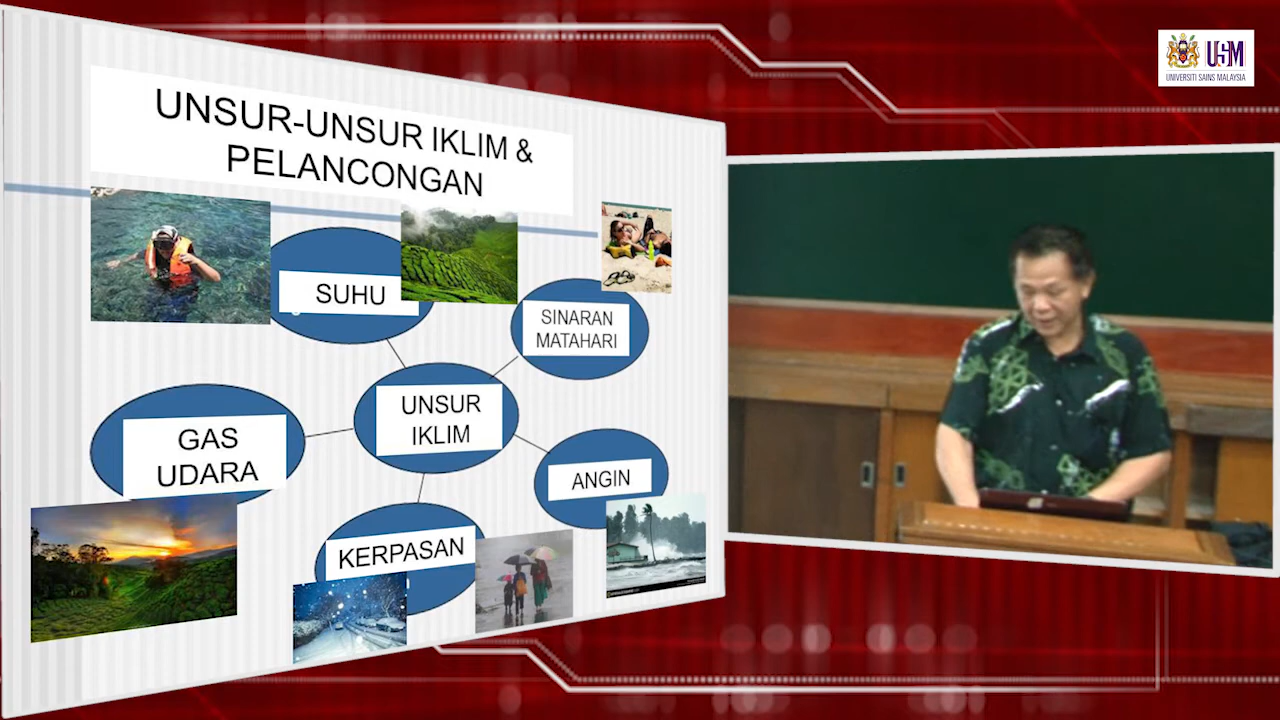 UNSUR-UNSUR IKLIM &
PELANCONGAN
SUHU
SINARAN
MATAHARI
UNSUR
IKLIM
GAS
UDARA
ANGIN
KERPASAN
USM
UNIVERSITI SAINS MALAYSIA